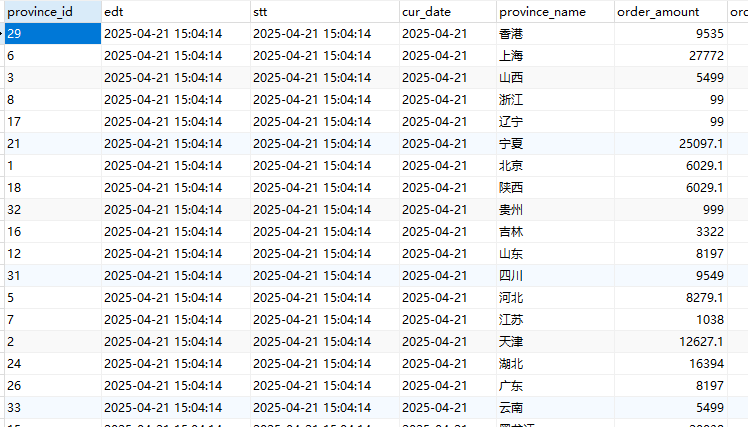 province_id edt stt cur_date province_name order_amount
29 2025-04-21 15:04:14 2025-04-21 15:04:14 2025-04-21 香港 9535
6 2025-04-21 15:04:14 2025-04-21 15:04:14 2025-04-21 上海 27772
3 2025-04-21 15:04:14 2025-04-21 15:04:14 2025-04-21 山西 5499
8 2025-04-21 15:04:14 2025-04-21 15:04:14 2025-04-21 浙江 99
17 2025-04-21 15:04:14 2025-04-21 15:04:14 2025-04-21 辽宁 99
21 2025-04-21 15:04:14 2025-04-21 15:04:14 2025-04-21 宁夏 25097.1
1 2025-04-21 15:04:14 2025-04-21 15:04:14 2025-04-21 北京 6029.1
18 2025-04-21 15:04:14 2025-04-21 15:04:14 2025-04-21 陕西 6029.1
32 2025-04-21 15:04:14 2025-04-21 15:04:14 2025-04-21 贵州 999
16 2025-04-21 15:04:14 2025-04-21 15:04:14 2025-04-21 吉林 3322
12 2025-04-21 15:04:14 2025-04-21 15:04:14 2025-04-21 山东 8197
31 2025-04-21 15:04:14 2025-04-21 15:04:14 2025-04-21 四川 9549
5 2025-04-21 15:04:14 2025-04-21 15:04:14 2025-04-21 河北 8279.1
7 2025-04-21 15:04:14 2025-04-21 15:04:14 2025-04-21 江苏 1038
2 2025-04-21 15:04:14 2025-04-21 15:04:14 2025-04-21 天津 12627.1
24 2025-04-21 15:04:14 2025-04-21 15:04:14 2025-04-21 湖北 16394
26 2025-04-21 15:04:14 2025-04-21 15:04:14 2025-04-21 广东 8197
33 2025-04-21 15:04:14 2025-04-21 15:04:14 2025-04-21 云南 5499